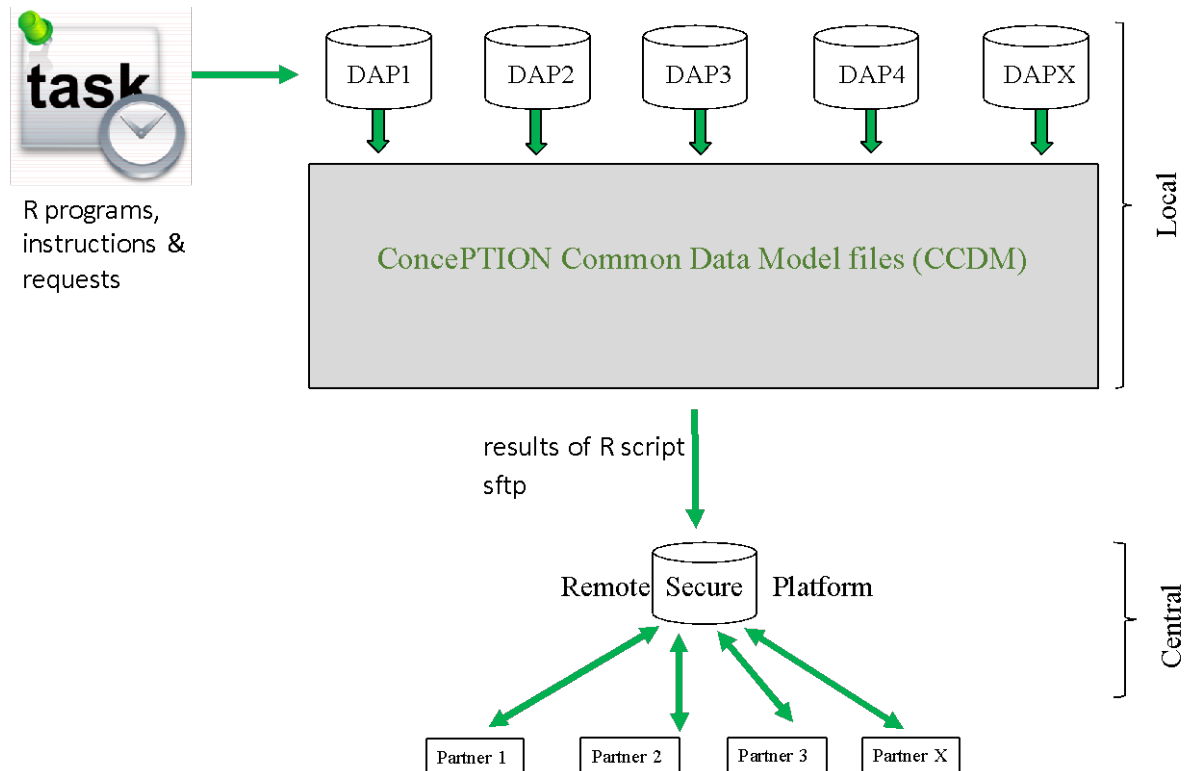 task
DAP1
DAP2
DAP3
DAP4
DAPX
R programs,
instructions &
requests
ConcePTION Common Data Model files (CCDM)
Local
results of R script
sftp
Remote Secure Platform
Central
Partner 1
Partner 2
Partner 3
Partner X